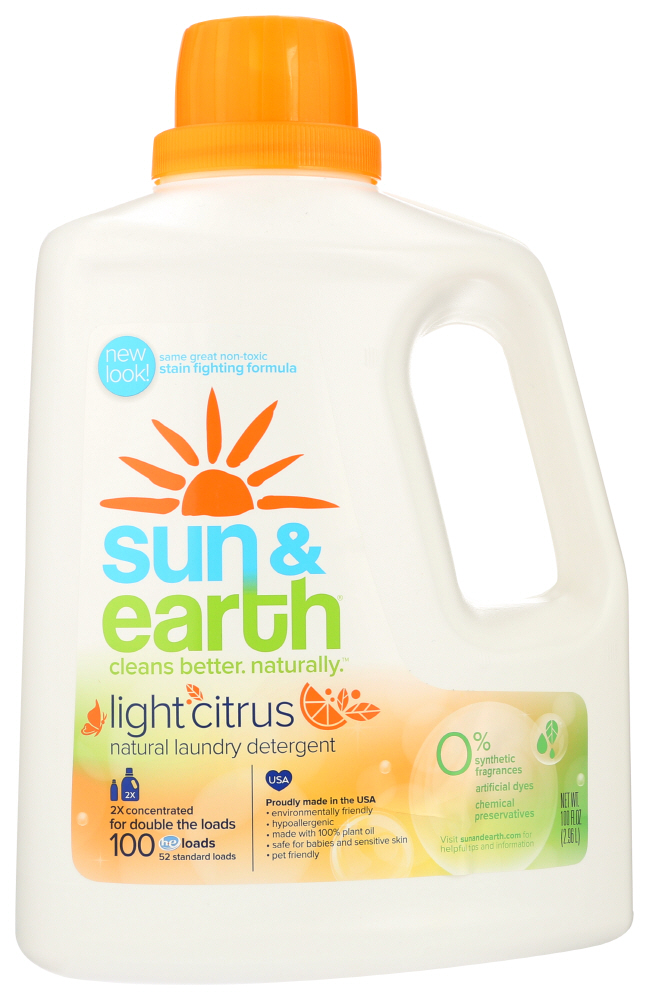 new
look!
same great non-toxic
stain fighting formula
sun &
earth®
cleans better. naturally.™
light citrus
natural laundry detergent
2X
2X concentrated
for double the loads
100 he loads
52 standard loads
USA
Proudly made in the USA
• environmentally friendly
• hypoallergenic
• made with 100% plant oil
• safe for babies and sensitive skin
• pet friendly
0%
synthetic
fragrances
artificial dyes
chemical
preservatives
Visit sunandearth.com for
helpful tips and information
NET WT.
100 FL OZ
(2.96 L)